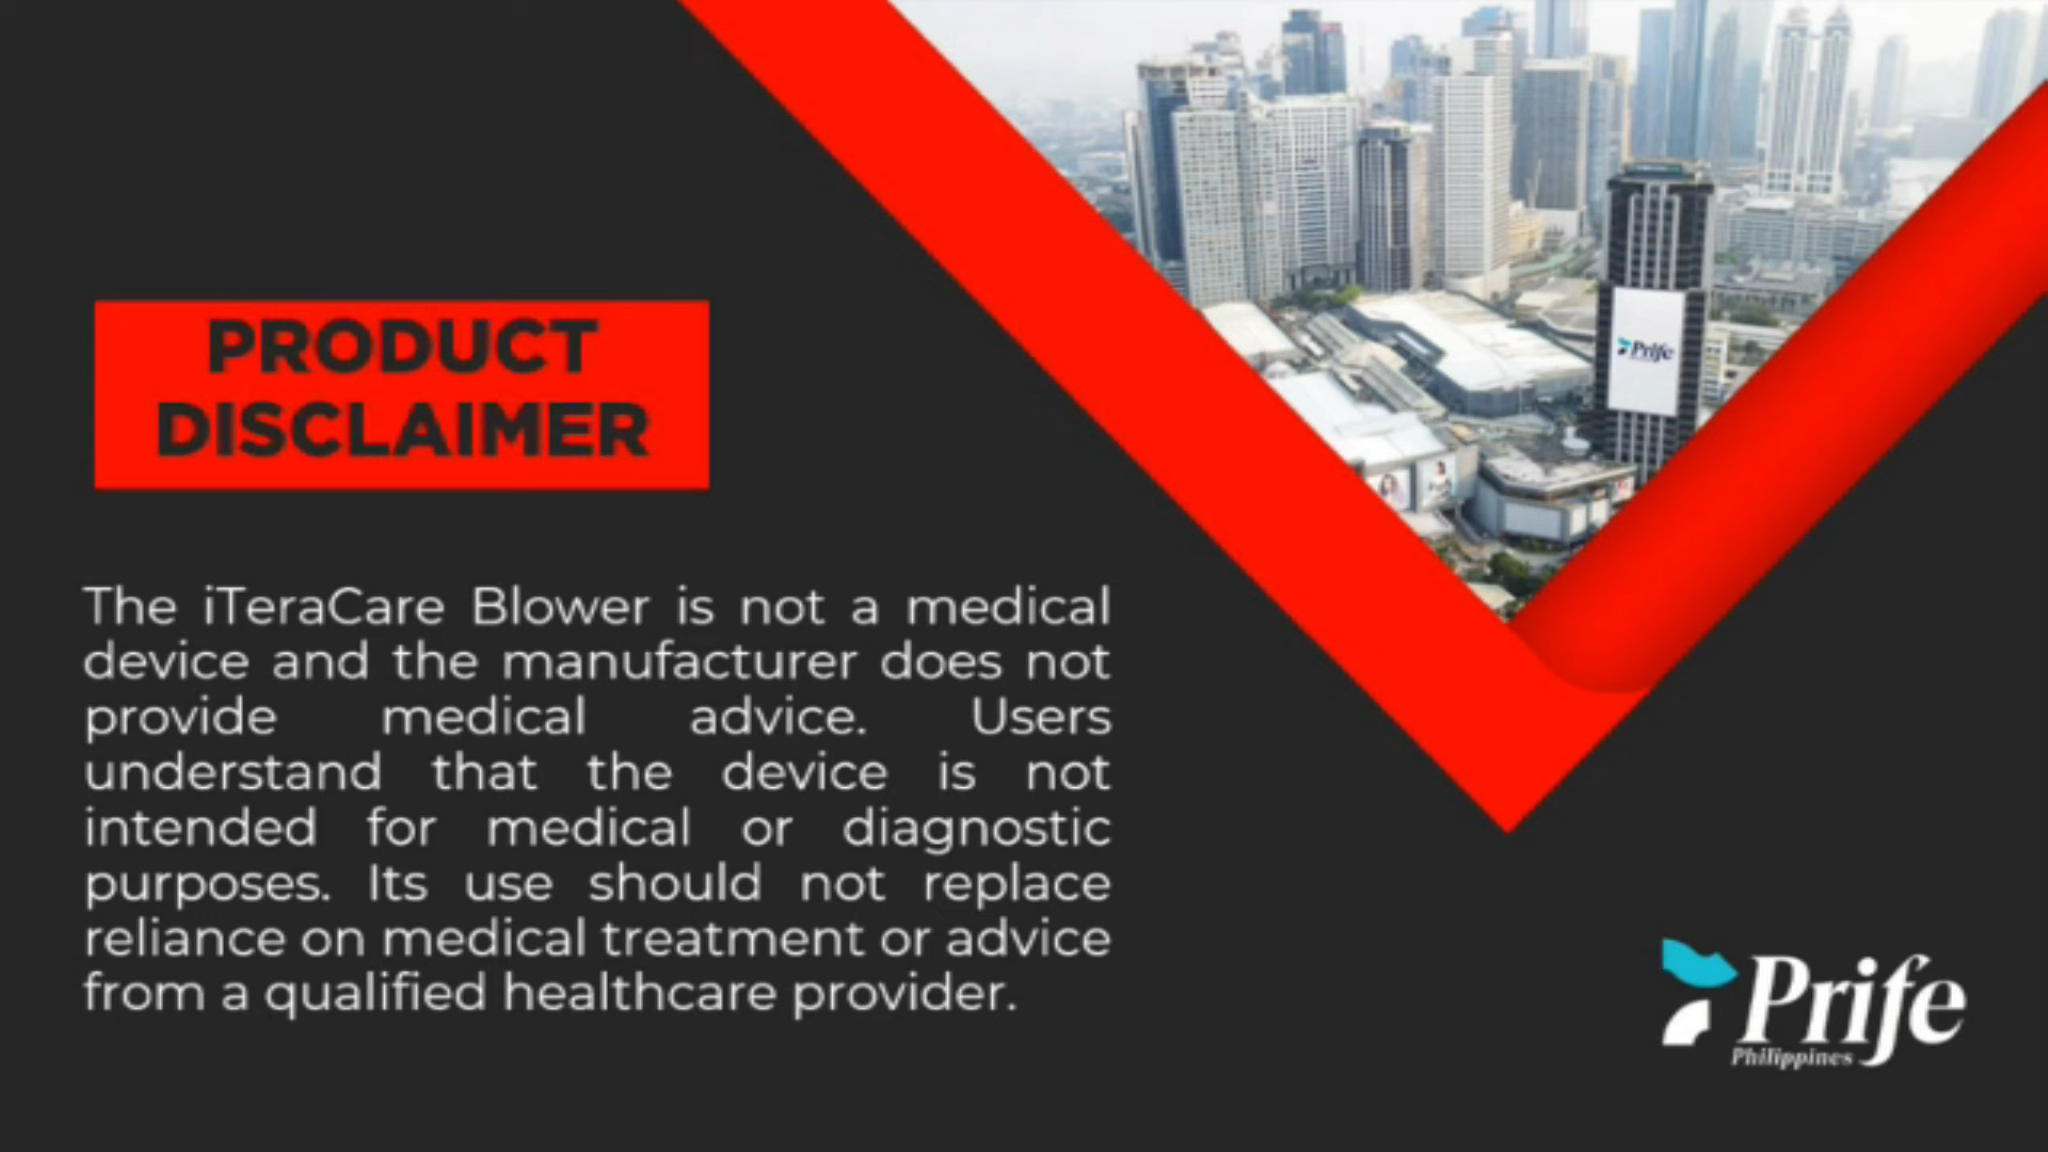 PRODUCT
DISCLAIMER
The iTeraCare Blower is not a medical
device and the manufacturer does not
provide medical advice. Users
understand that the device is not
intended for medical or diagnostic
purposes. Its use should not replace
reliance on medical treatment or advice
from a qualified healthcare provider.
Prife
Prife
Philippines